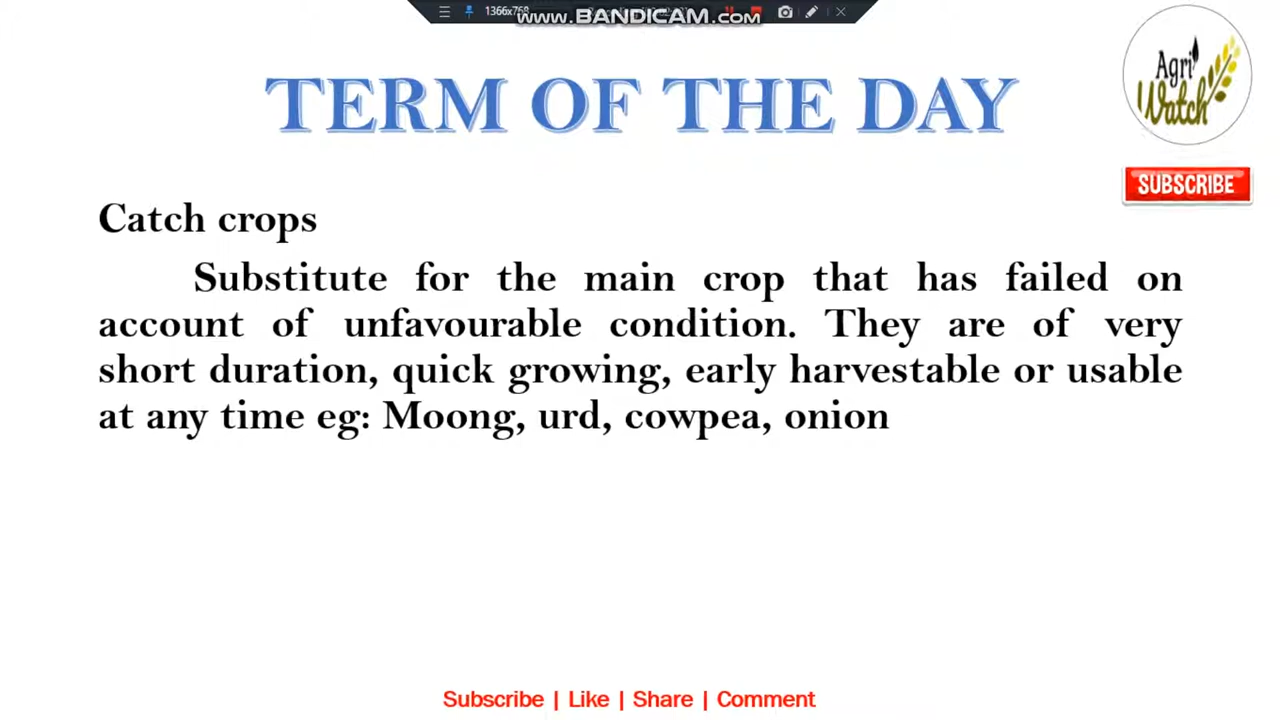 1366x768
www.BANDICAM.com
TERM OF THE DAY
Agri
Watch
SUBSCRIBE
Catch crops
Substitute for the main crop that has failed on
account of unfavourable condition. They are of very
short duration, quick growing, early harvestable or usable
at any time eg: Moong, urd, cowpea, onion
Subscribe | Like | Share | Comment